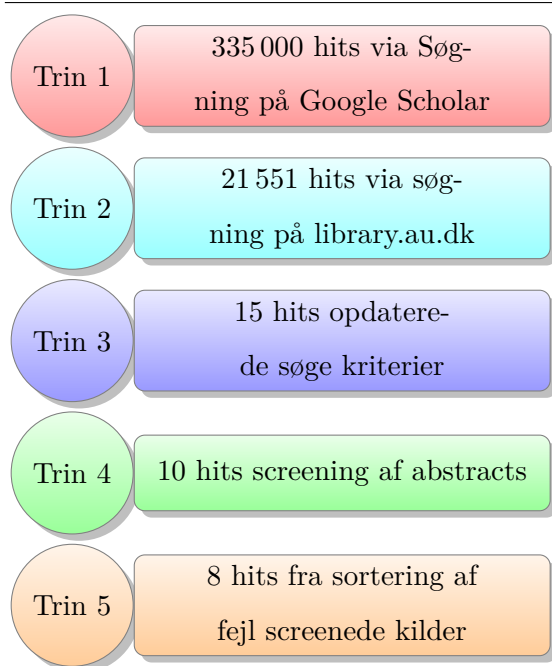 Trin 1
335 000 hits via Søg-
ning på Google Scholar
Trin 2
21 551 hits via søg-
ning på library.au.dk
Trin 3
15 hits opdatere-
de søge kriterier
Trin 4
10 hits screening af abstracts
Trin 5
8 hits fra sortering af
fejl screenede kilder